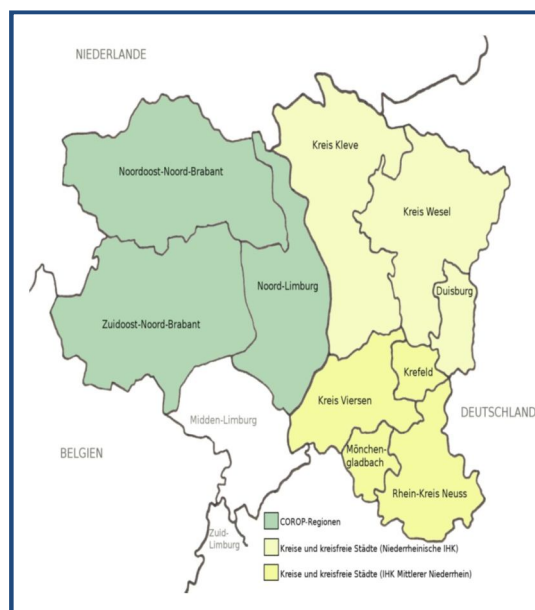 NIEDERLANDE
Noordoost-Noord-Brabant
Kreis Kleve
Kreis Wesel
Noord-Limburg
Duisburg
Zuidoost-Noord-Brabant
Krefeld
Kreis Viersen
DEUTSCHLAND
Midden-Limburg
BELGIEN
Mönchen-
gladbach
Rhein-Kreis Neuss
Zuid-
Limburg
COROP-Regionen
Kreise und kreisfreie Städte (Niederrheinische IHK)
Kreise und kreisfreie Städte (IHK Mittlerer Niederrhein)